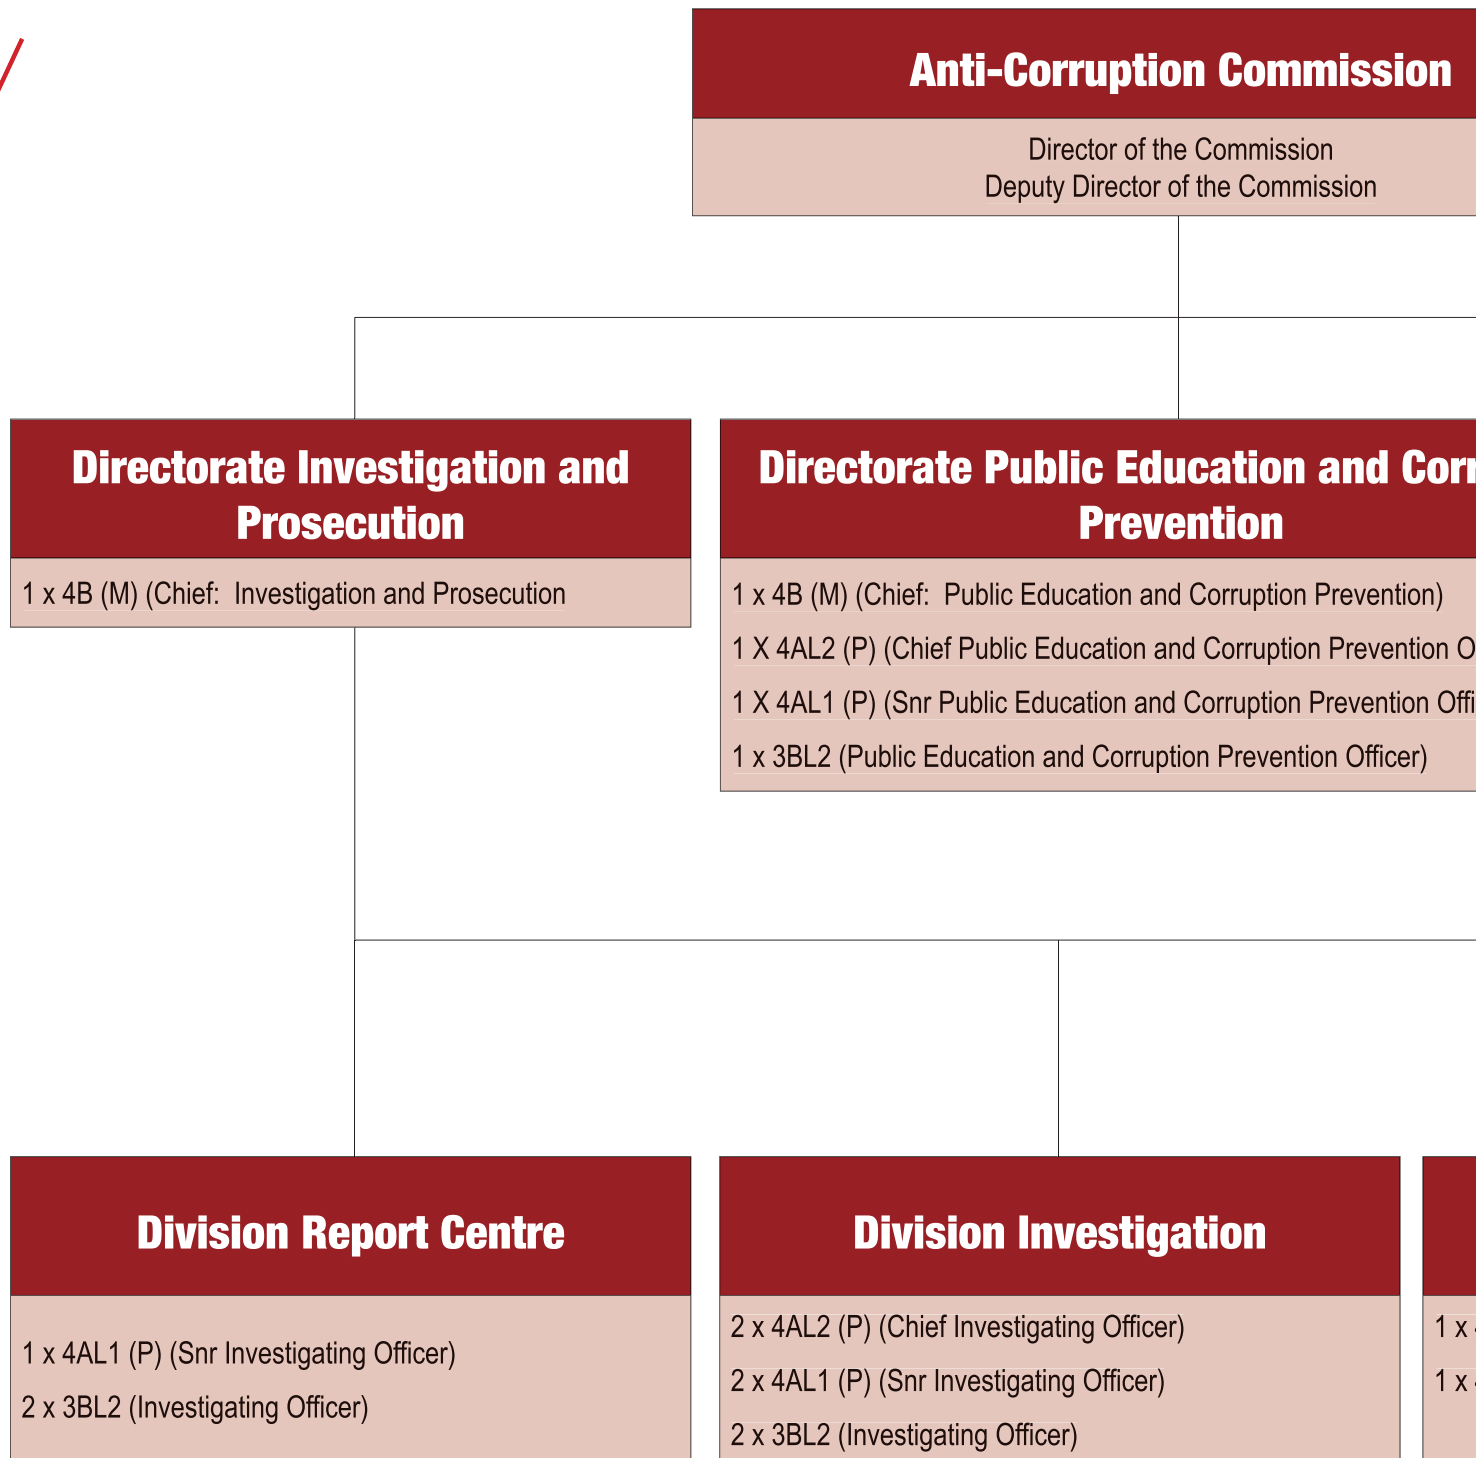 Anti-Corruption Commission
Director of the Commission
Deputy Director of the Commission
Directorate Investigation and
Prosecution
1 x 4B (M) (Chief: Investigation and Prosecution
Directorate Public Education and
Prevention
1 x 4B (M) (Chief: Public Education and Corruption Prevention)
1 X 4AL2 (P) (Chief Public Education and Corruption Prevention
1 X 4AL1 (P) (Snr Public Education and Corruption Prevention
1 x 3BL2 (Public Education and Corruption Prevention Officer)
Division Report Centre
1 x 4AL1 (P) (Snr Investigating Officer)
2 x 3BL2 (Investigating Officer)
Division Investigation
2 x 4AL2 (P) (Chief Investigating Officer)
2 x 4AL1 (P) (Snr Investigating Officer)
2 x 3BL2 (Investigating Officer)
1 x
1 x